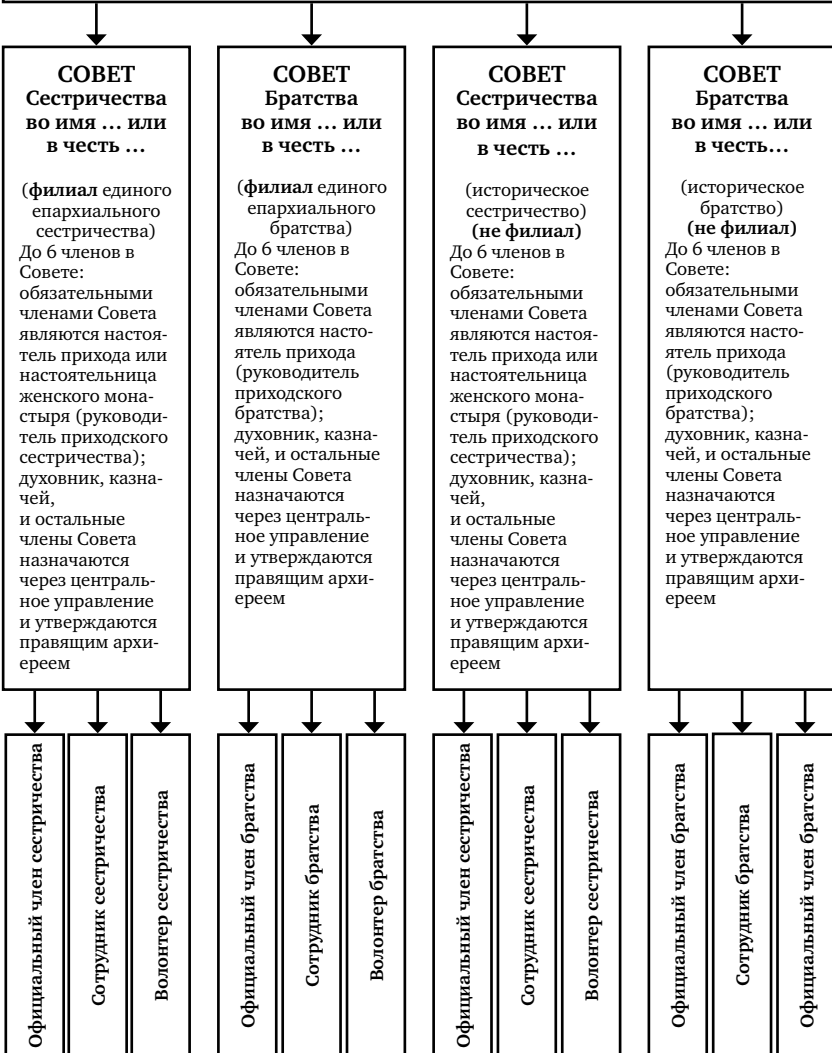 СОВЕТ
Сестричества
во имя … или
в честь …
(филиал единого
епархиального
сестричества)
До 6 членов в
Совете:
обязательными
членами Совета
являются настоя-
тель прихода или
настоятельница
женского мона-
стыря (руководи-
тель приходского
сестричества);
духовник, казна-
чей,
и остальные
члены Совета
назначаются
через централь-
ное управление
и утверждаются
правящим архи-
ереем
СОВЕТ
Братства
во имя … или
в честь …
(филиал единого
епархиального
братства)
До 6 членов в
Совете:
обязательными
членами Совета
являются насто-
ятель прихода
(руководитель
приходского
братства);
духовник, казна-
чей, и остальные
члены Совета
назначаются
через централь-
ное управление
и утверждаются
правящим архи-
ереем
СОВЕТ
Сестричества
во имя … или
в честь …
(историческое
сестричество)
(не филиал)
До 6 членов в
Совете:
обязательными
членами Совета
являются настоя-
тель прихода или
настоятельница
женского мона-
стыря (руководи-
тель приходского
сестричества);
духовник, казна-
чей,
и остальные
члены Совета
назначаются
через централь-
ное управление
и утверждаются
правящим архи-
ереем
СОВЕТ
Братства
во имя … или
в честь…
(историческое
братство)
(не филиал)
До 6 членов в
Совете:
обязательными
членами Совета
являются насто-
ятель прихода
(руководитель
приходского
братства);
духовник, казна-
чей, и остальные
члены Совета
назначаются
через централь-
ное управление
и утверждаются
правящим архи-
ереем
Официальный член сестричества
Сотрудник сестричества
Волонтер сестричества
Официальный член братства
Сотрудник братства
Волонтер братства
Официальный член сестричества
Сотрудник сестричества
Волонтер сестричества
Официальный член братства
Сотрудник братства
Официальный член братства